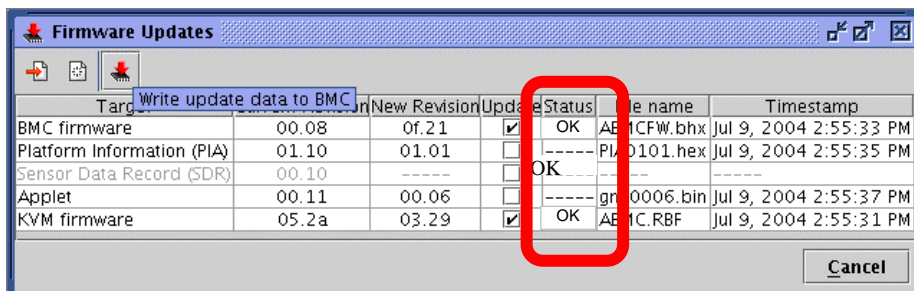 Firmware Updates
Write update data to BMC
New Revision Update Status name Timestamp
BMC firmware 00.08 0f.21 OK Jul 9, 2004 2:55:33 PM
Platform Information (PIA) 01.10 01.01 ----- Jul 9, 2004 2:55:35 PM
Sensor Data Record (SDR) 00.10 ----- OK ----- -----
Applet 00.11 00.06 ----- Jul 9, 2004 2:55:37 PM
KVM firmware 05.2a 03.29 OK Jul 9, 2004 2:55:31 PM
Cancel